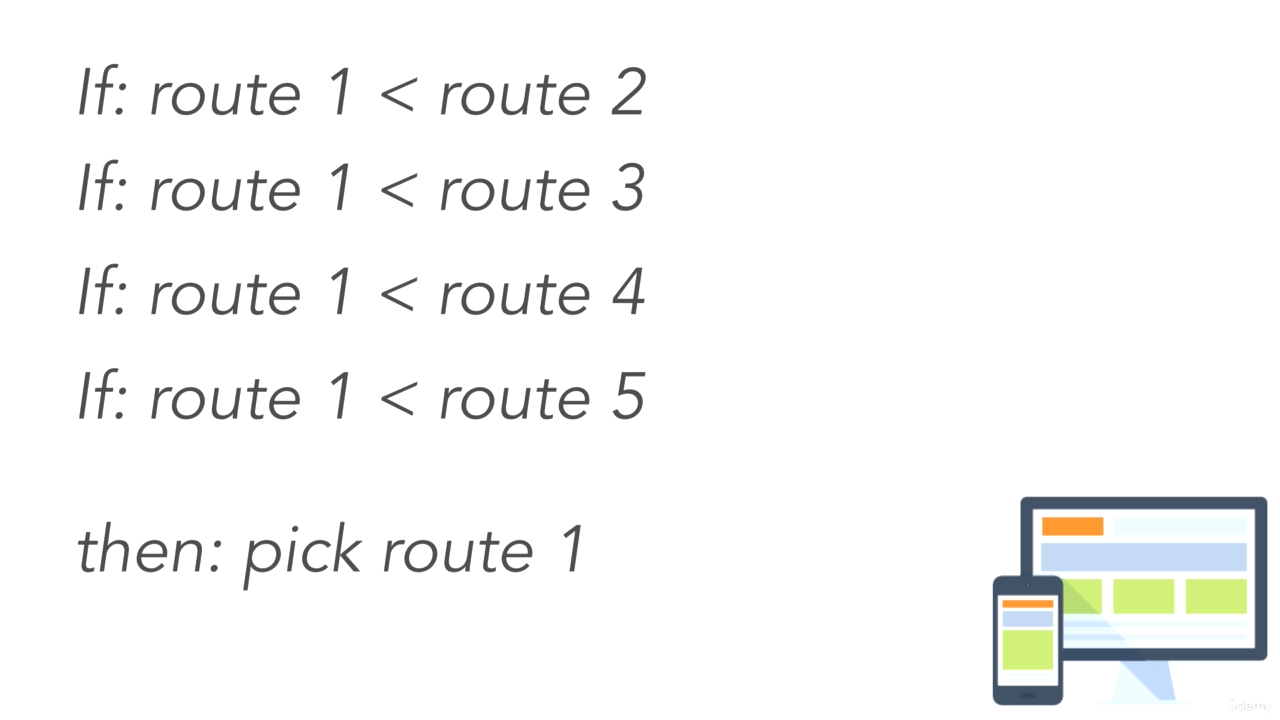 If: route 1 < route 2
If: route 1 < route 3
If: route 1 < route 4
If: route 1 < route 5
then: pick route 1
ûdemy